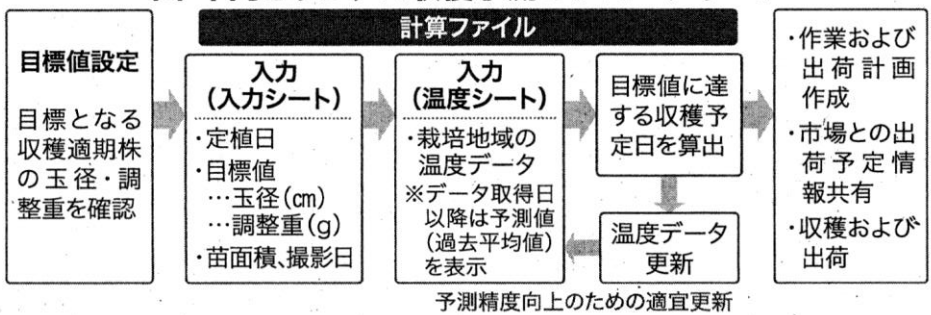 計算ファイル
目標値設定
目標となる
収穫適期株
の玉径・調
整重を確認
入力
(入力シート)
・定植日
・目標値
…玉径(cm)
…調整重(g)
・苗面積、撮影日
入力
(温度シート)
・栽培地域の
温度データ
※データ取得日
以降は予測値
(過去平均値)
を表示
目標値に達
する収穫予
定日を算出
温度データ
更新
予測精度向上のための適宜更新
・作業および
出荷計画
作成
・市場との出
荷予定情
報共有
・収穫および
出荷